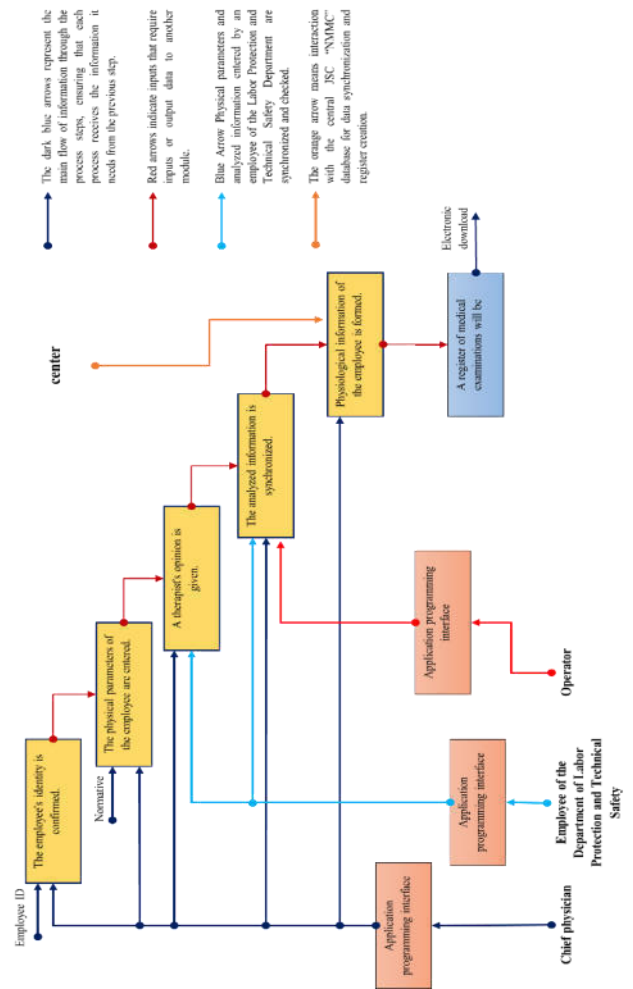 Employee ID
The employee's identity is
confirmed.
Normative
The physical parameters of
the employee are entered.
A therapist's opinion is
given.
The analyzed information is
synchronized.
center
Physiological information of
the employee is formed.
A register of medical
examinations will be
Electronic
download
Application
programming interface
Chief physician
Application
programming interface
Employee of the
Department of Labor
Protection and Technical
Safety
Application programming
interface
Operator
The dark blue arrows represent the
main flow of information through the
process steps, ensuring that each
process receives the information it
needs from the previous step.
Red arrows indicate inputs that require
inputs or output data to another
module.
Blue Arrow Physical parameters and
analyzed information entered by an
employee of the Labor Protection and
Technical Safety Department are
synchronized and checked.
The orange arrow means interaction
with the central JSC "NMMC"
database for data synchronization and
register creation.